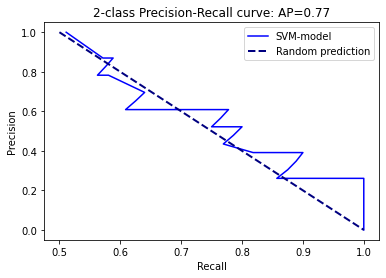 2-class Precision-Recall curve: AP=0.77
SVM-model
Random prediction
Precision
1.0
0.8
0.6
0.4
0.2
0.0
0.5
0.6
0.7
0.8
0.9
1.0
Recall